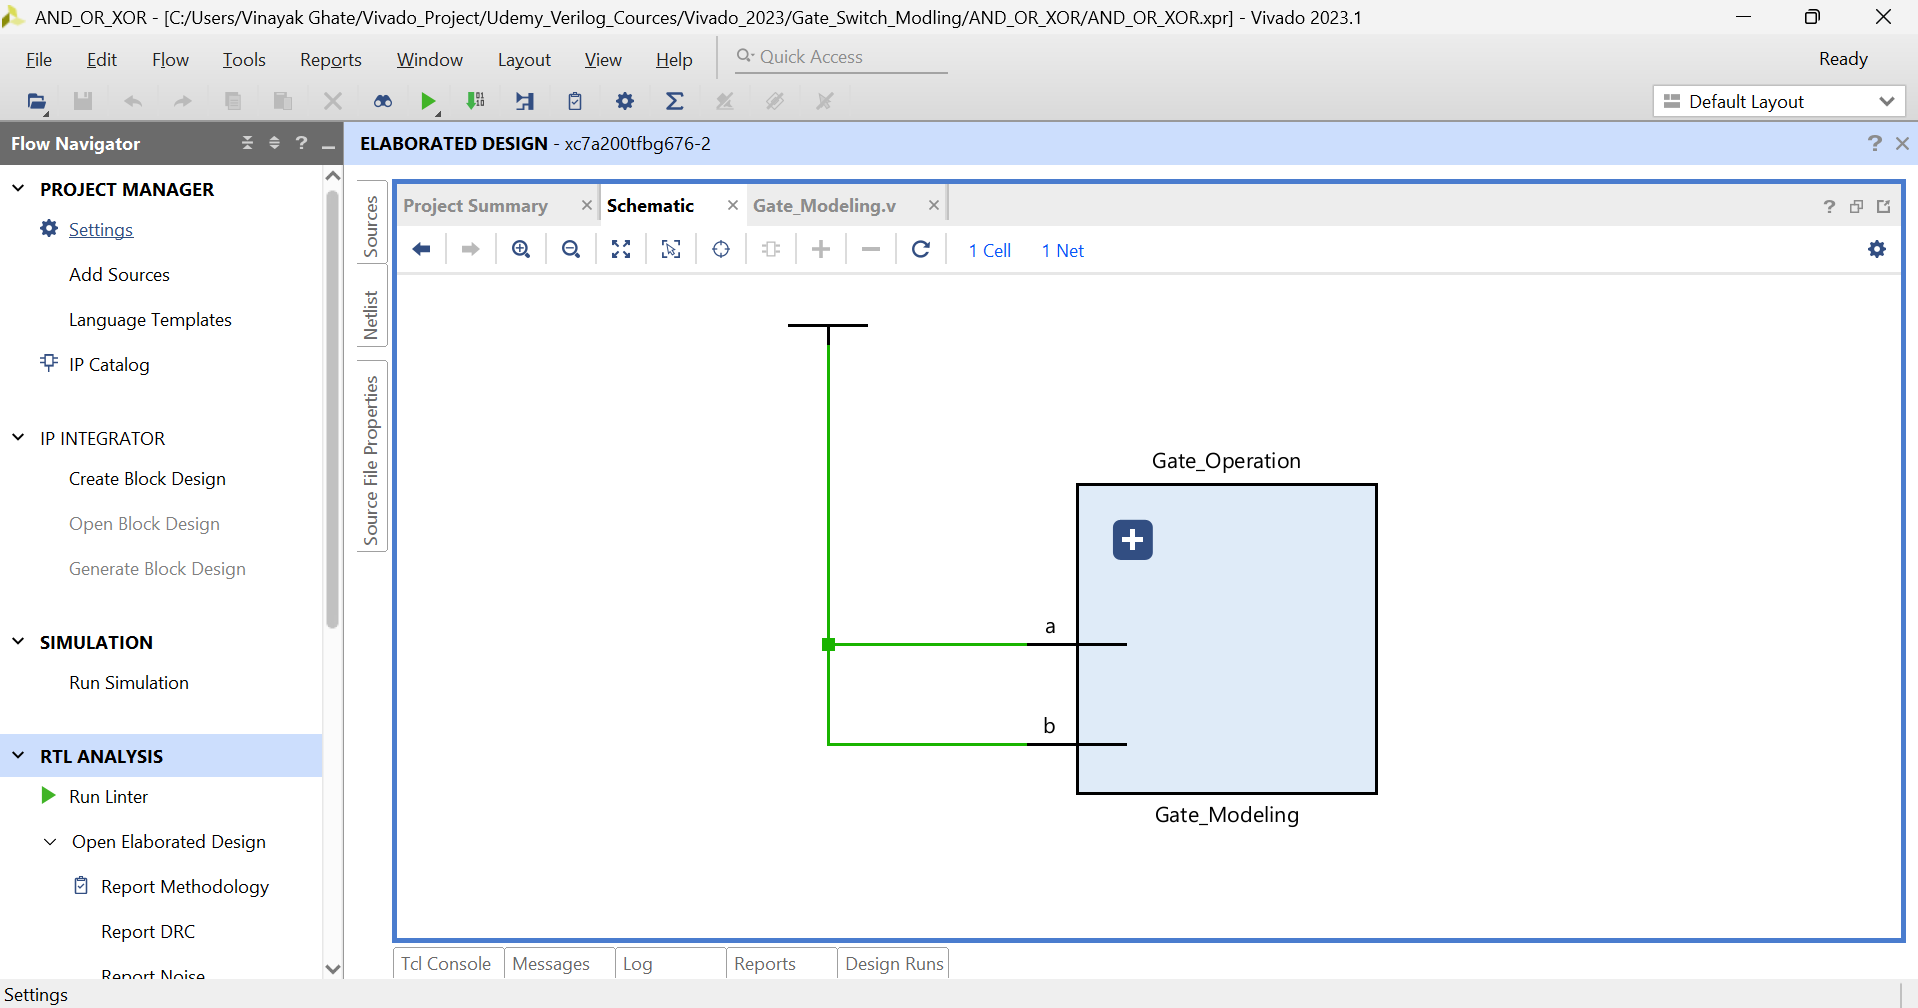 AND_OR_XOR - [C:/Users/Vinayak Ghate/Vivado_Project/Udemy_Verilog_Cources/Vivado_2023/Gate_Switch_Modling/AND_OR_XOR/AND_OR_XOR.xpr] - Vivado 2023.1
File Edit Flow Tools Reports Window Layout View Help Quick Access Ready
Default Layout
Flow Navigator
ELABORATED DESIGN - xc7a200tfbg676-2
PROJECT MANAGER
Settings
Add Sources
Language Templates
IP Catalog
IP INTEGRATOR
Create Block Design
Open Block Design
Generate Block Design
SIMULATION
Run Simulation
RTL ANALYSIS
Run Linter
Open Elaborated Design
Report Methodology
Report DRC
Report Noise
Sources
Netlist
Source File Properties
Project Summary Schematic Gate_Modeling.v
1 Cell 1 Net
Gate_Operation
a
b
Gate_Modeling
Tcl Console Messages Log Reports Design Runs
Settings